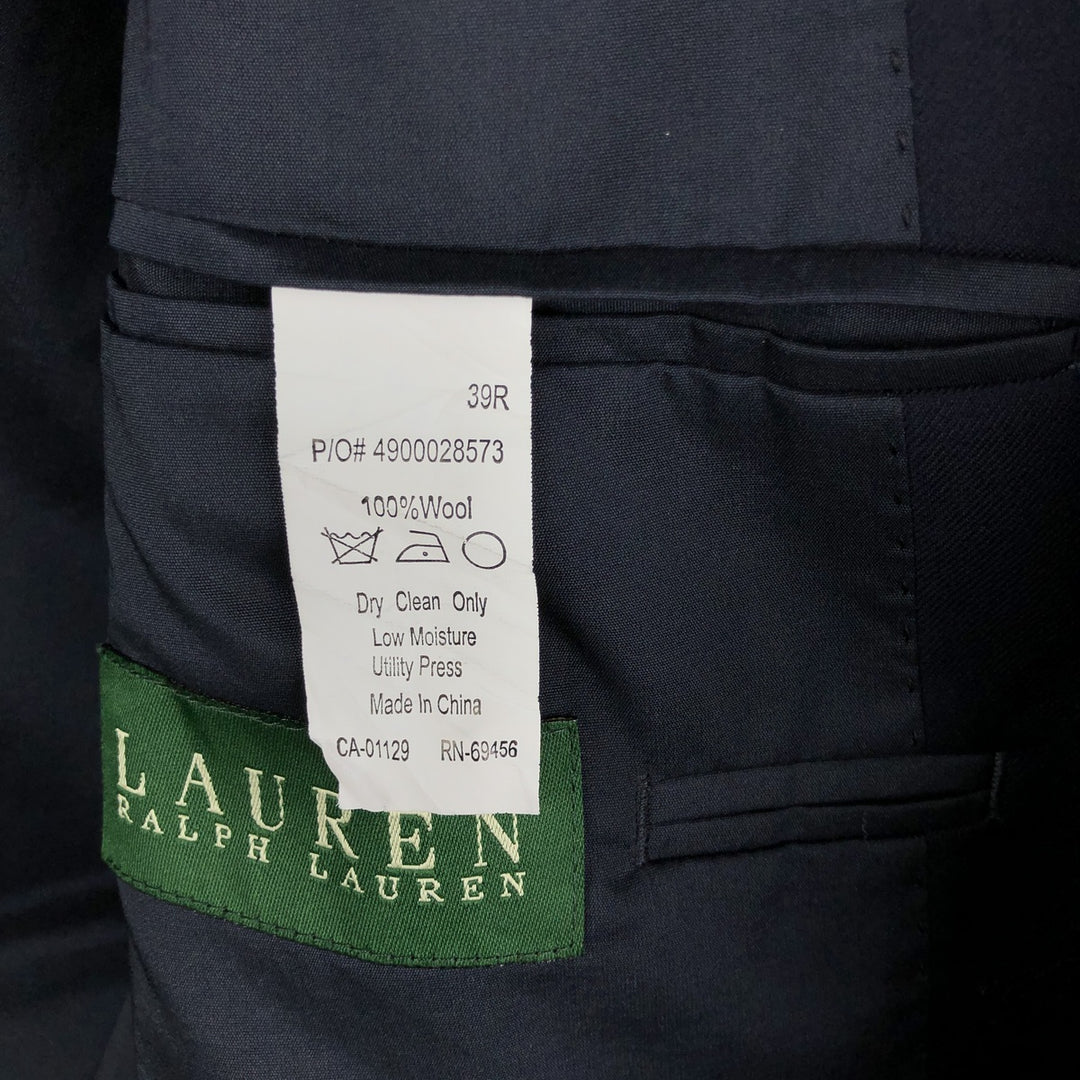 39R
P/O# 4900028573
100%Wool
Dry Clean Only
Low Moisture
Utility Press
Made In China
CA-01129 RN-69456
LAUREN
RALPH LAUREN